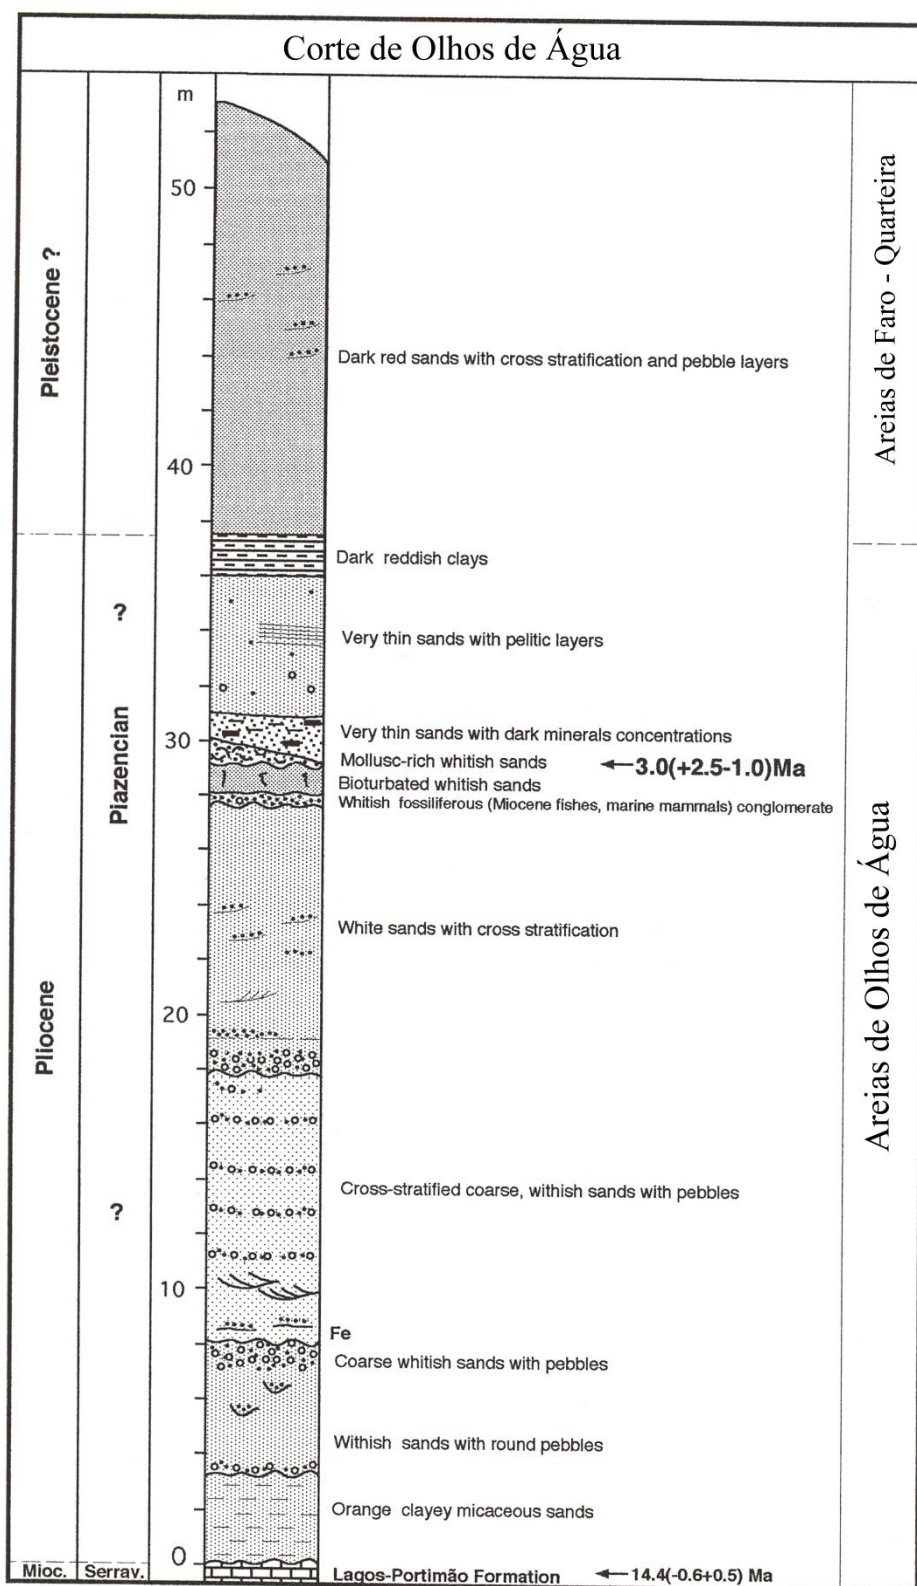 Corte de Olhos de Água
m
50
40
30
20
10
0
Pleistocene ?
Pliocene
Mioc.
?
Piazencian
?
Serrav.
Dark red sands with cross stratification and pebble layers
Dark reddish clays
Very thin sands with pelitic layers
Very thin sands with dark minerals concentrations
Mollusc-rich whitish sands
3.0(+2.5-1.0)Ma
Bioturbated whitish sands
Whitish fossiliferous (Miocene fishes, marine mammals) conglomerate
White sands with cross stratification
Cross-stratified coarse, withish sands with pebbles
Fe
Coarse whitish sands with pebbles
Withish sands with round pebbles
Orange clayey micaceous sands
Lagos-Portimão Formation
14.4(-0.6+0.5) Ma
Areias de Faro - Quarteira
Areias de Olhos de Água